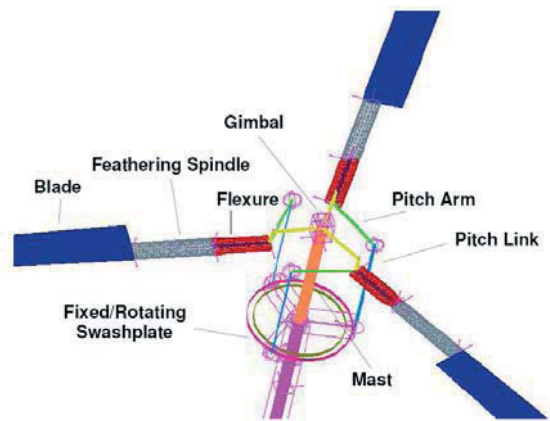 Gimbal
Feathering Spindle
Blade
Flexure
Pitch Arm
Pitch Link
Fixed/Rotating
Swashplate
Mast